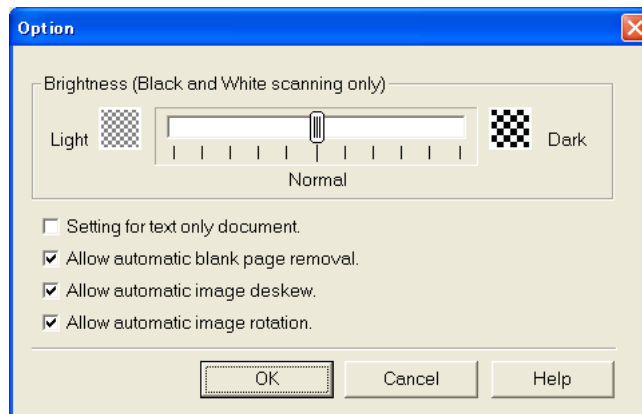 Option
Brightness (Black and White scanning only)
Light Dark
Normal
Setting for text only document.
Allow automatic blank page removal.
Allow automatic image deskew.
Allow automatic image rotation.
OK Cancel Help